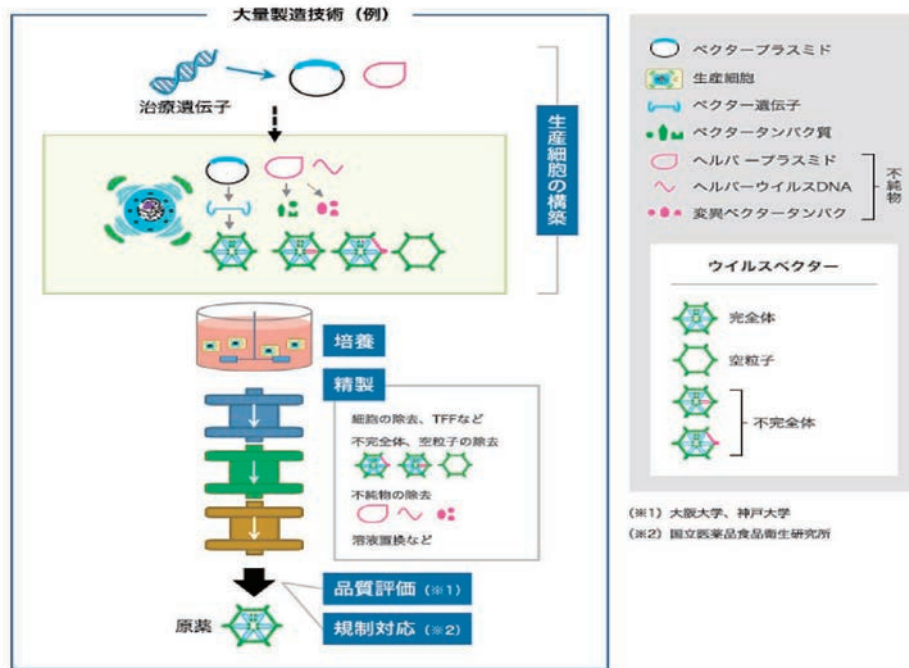 大量製造技術（例）
治療遺伝子
生産細胞の構築
培養
精製
細胞の除去、TFFなど
不完全体、空粒子の除去
不純物の除去
溶液置換など
品質評価（※1）
規制対応（※2）
原薬
ベクタープラスミド
生産細胞
ベクター遺伝子
ベクタータンパク質
ヘルパープラスミド
ヘルパーウイルスDNA
変異ベクタータンパク
不純物
ウイルスベクター
完全体
空粒子
不完全体
（※1）大阪大学、神戸大学
（※2）国立医薬品食品衛生研究所